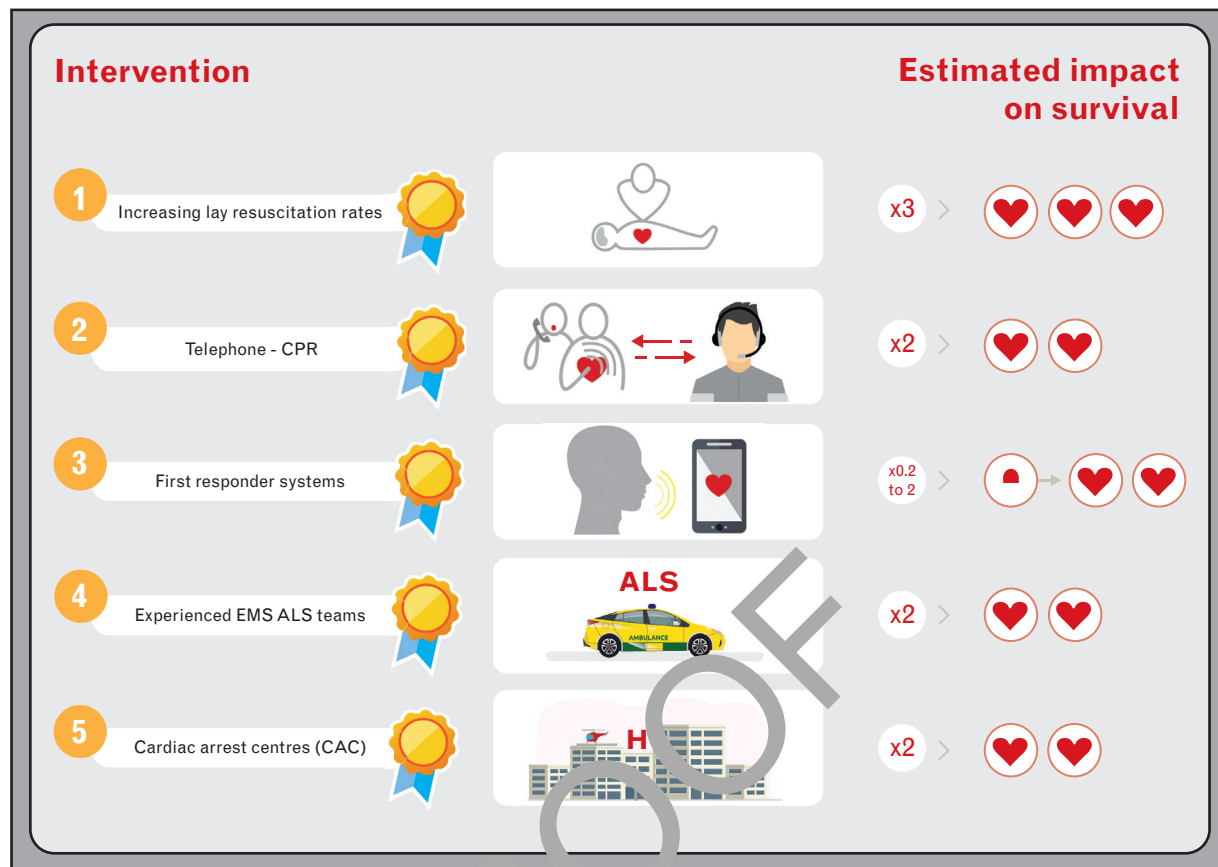 Intervention
Estimated impact
on survival
1
Increasing lay resuscitation rates
x3 >
2
Telephone - CPR
x2 >
3
First responder systems
x0.2
to 2 >
4
Experienced EMS ALS teams
ALS
AMBULANCE
x2 >
5
Cardiac arrest centres (CAC)
H
x2 >
OOF